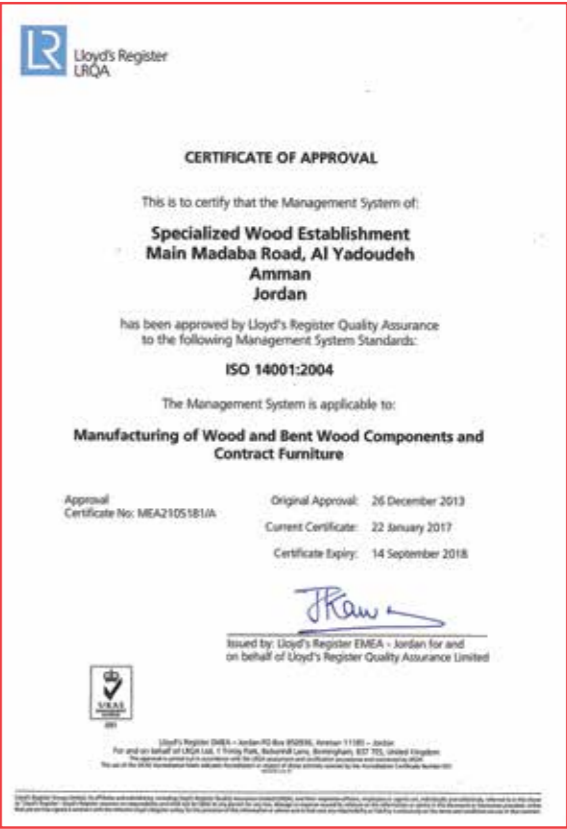 LR
Lloyd's Register
LRQA
CERTIFICATE OF APPROVAL
This is to certify that the Management System of:
Specialized Wood Establishment
Main Madaba Road, Al Yadoudeh
Amman
Jordan
has been approved by Lloyd's Register Quality Assurance
to the following Management System Standards:
ISO 14001:2004
The Management System is applicable to:
Manufacturing of Wood and Bent Wood Components and
Contract Furniture
Approval
Certificate No: MEA2105181/A
Original Approval: 26 December 2013
Current Certificate: 22 January 2017
Certificate Expiry: 14 September 2018
Issued by: Lloyd's Register EMEA - Jordan for and
on behalf of Lloyd's Register Quality Assurance Limited
UKAS